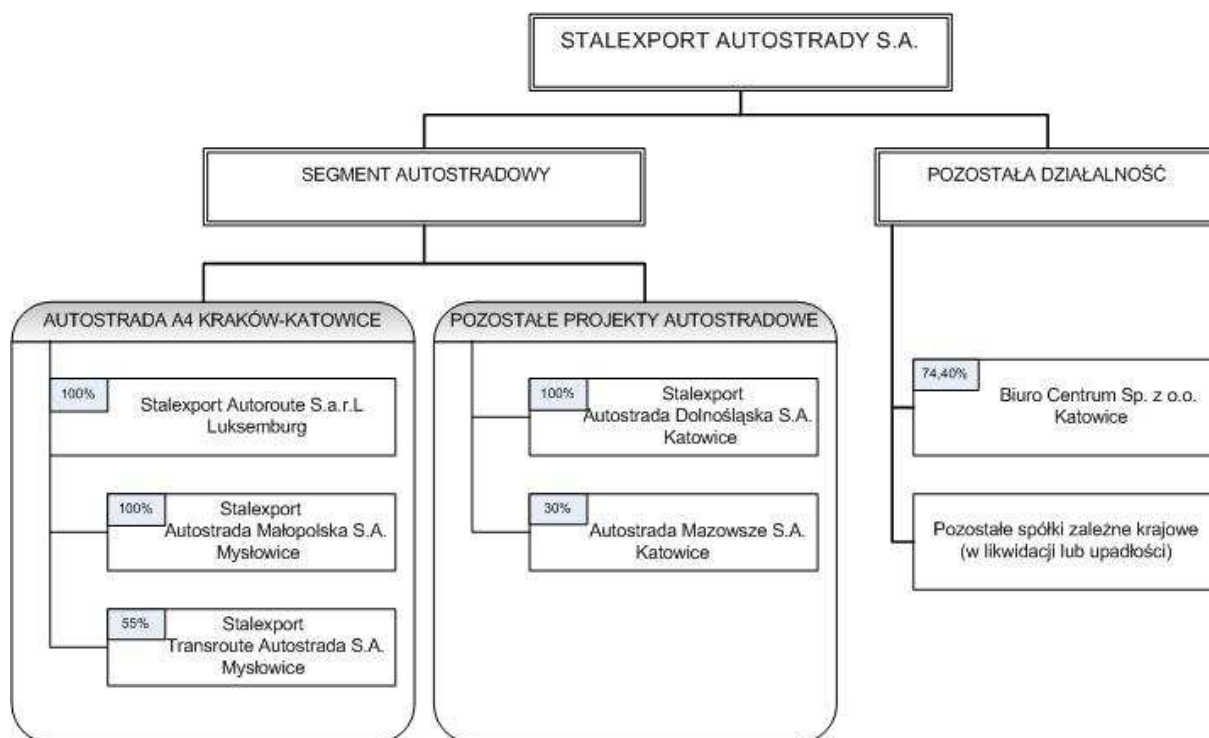 STALEXPORT AUTOSTRADY S.A.
SEGMENT AUTOSTRADOWY
POZOSTAŁA DZIAŁALNOŚĆ
AUTOSTRADA A4 KRAKÓW-KATOWICE
100%
Stalexport Autoroute S.a.r.L
Luksemburg
100%
Stalexport
Autostrada Małopolska S.A.
Mysłowice
55%
Stalexport
Transroute Autostrada S.A.
Mysłowice
POZOSTAŁE PROJEKTY AUTOSTRADOWE
100%
Stalexport
Autostrada Dolnośląska S.A.
Katowice
30%
Autostrada Mazowsze S.A.
Katowice
74,40%
Biuro Centrum Sp. z o.o.
Katowice
Pozostałe spółki zależne krajowe
(w likwidacji lub upadłości)